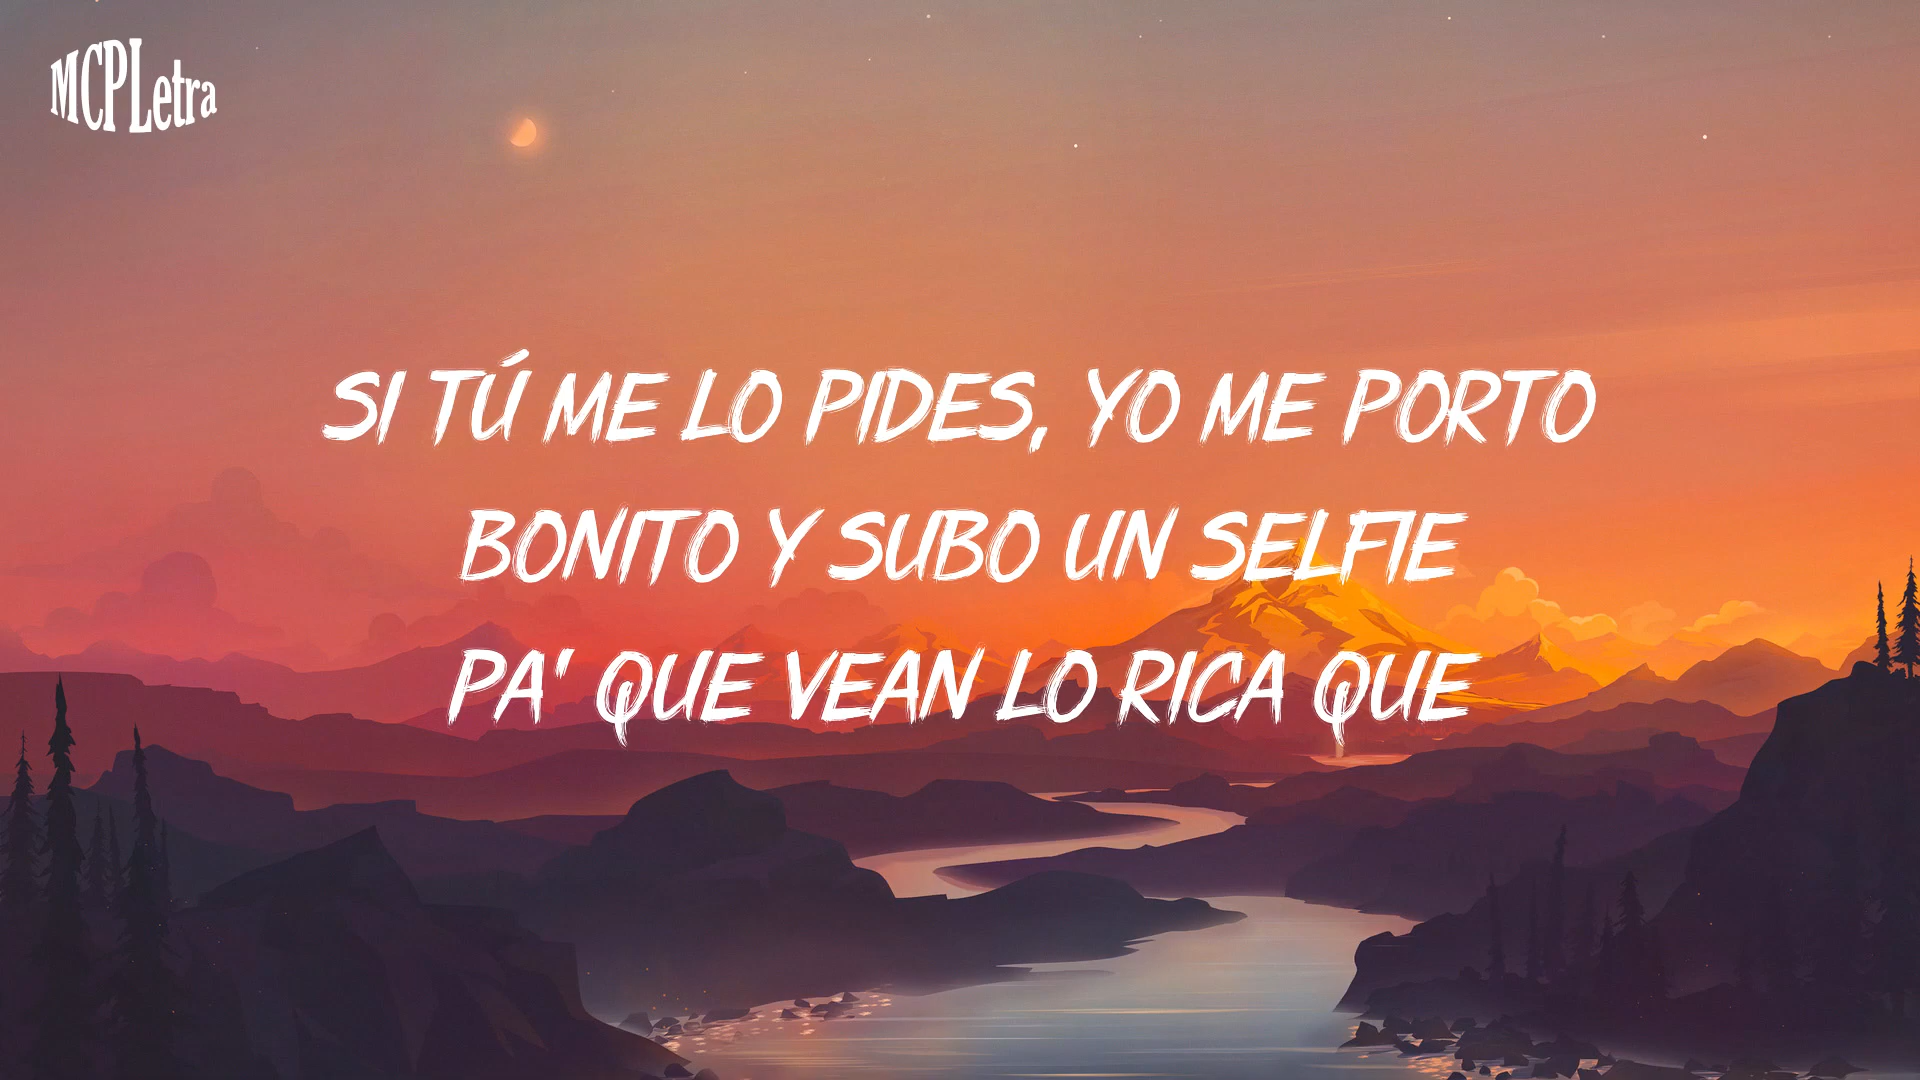 MCPLetra
SI TÚ ME LO PIDES, YO ME PORTO
BONITO Y SUBO UN SELFIE
PA' QUE VEAN LO RICA QUE